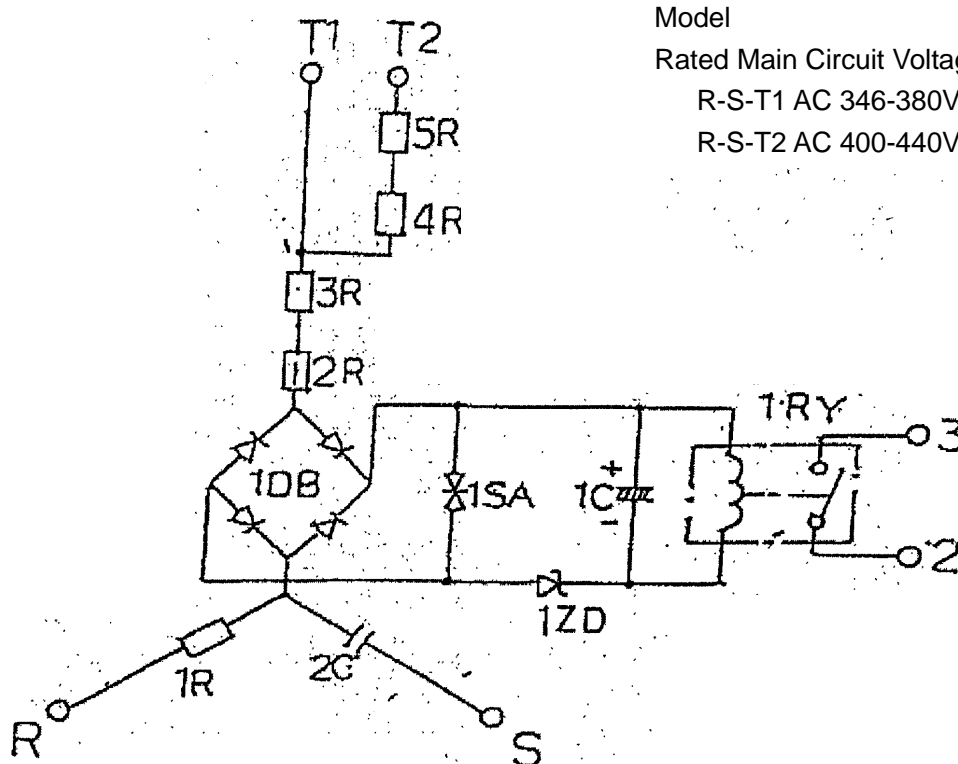 Model
Rated Main Circuit Voltag
R-S-T1 AC 346-380V
R-S-T2 AC 400-440V
T1
T2
5R
4R
3R
2R
1DB
1SA
1C
+
-
1RY
3
2
1ZD
1R
2C
R
S